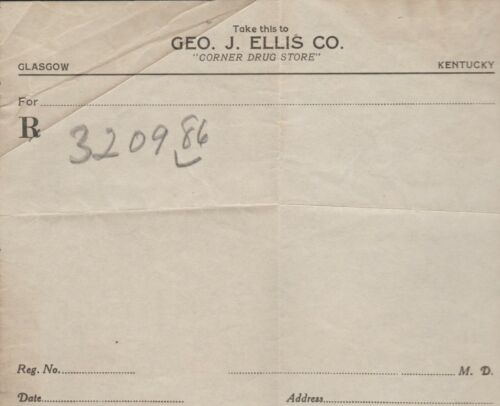 Take this to
GEO. J. ELLIS CO.
"CORNER DRUG STORE"
GLASGOW KENTUCKY
For
℞
3209 86
Reg. No. M. D.
Date Address